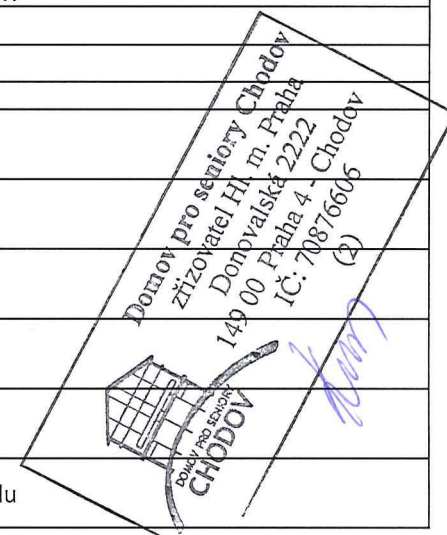 Domov pro seniory Chodov
zřizovatel Hl. m. Praha
Donovalská 2222
149 00 Praha 4 - Chodov
IČ: 70876606
(2)
DOMOV PRO SENIORY
CHODOV
lu